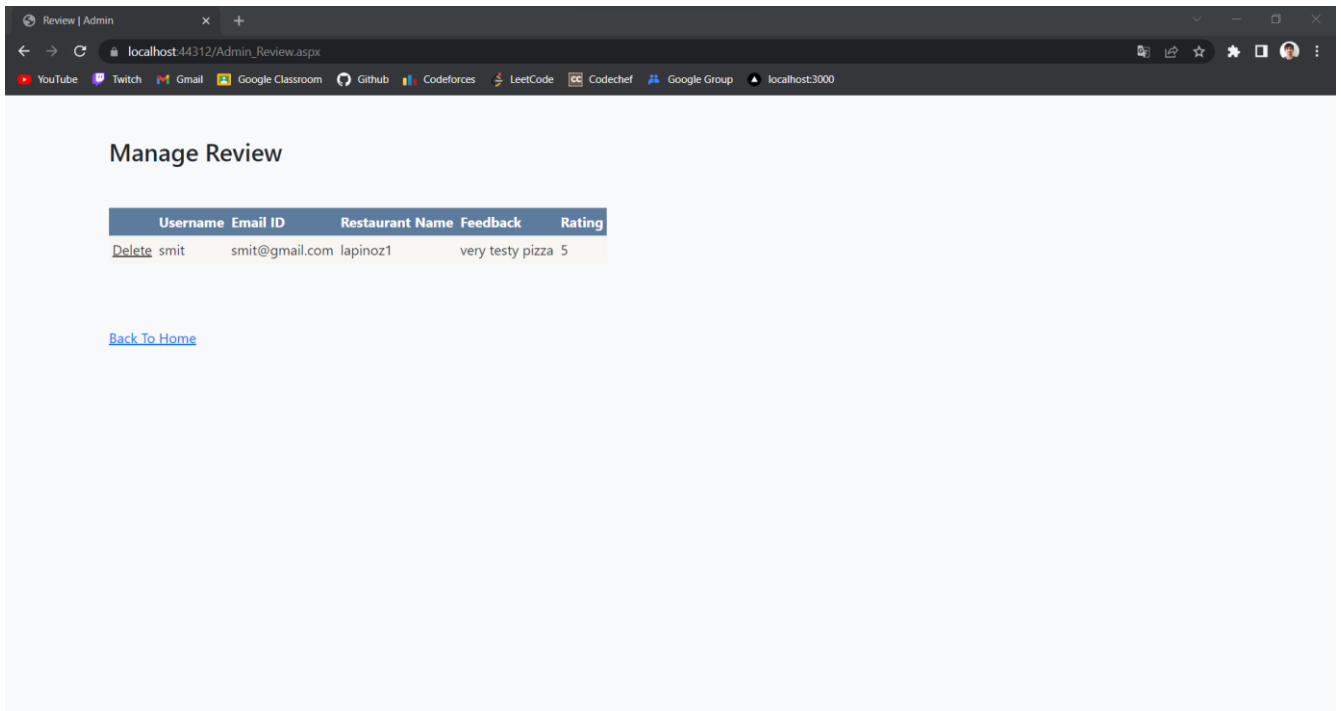 Review | Admin
localhost:44312/Admin_Review.aspx
YouTube Twitch Gmail Google Classroom Github Codeforces LeetCode CC Codechef Google Group localhost:3000
Manage Review
Username Email ID Restaurant Name Feedback Rating
Delete smit smit@gmail.com lapinoz1 very testy pizza 5
Back To Home